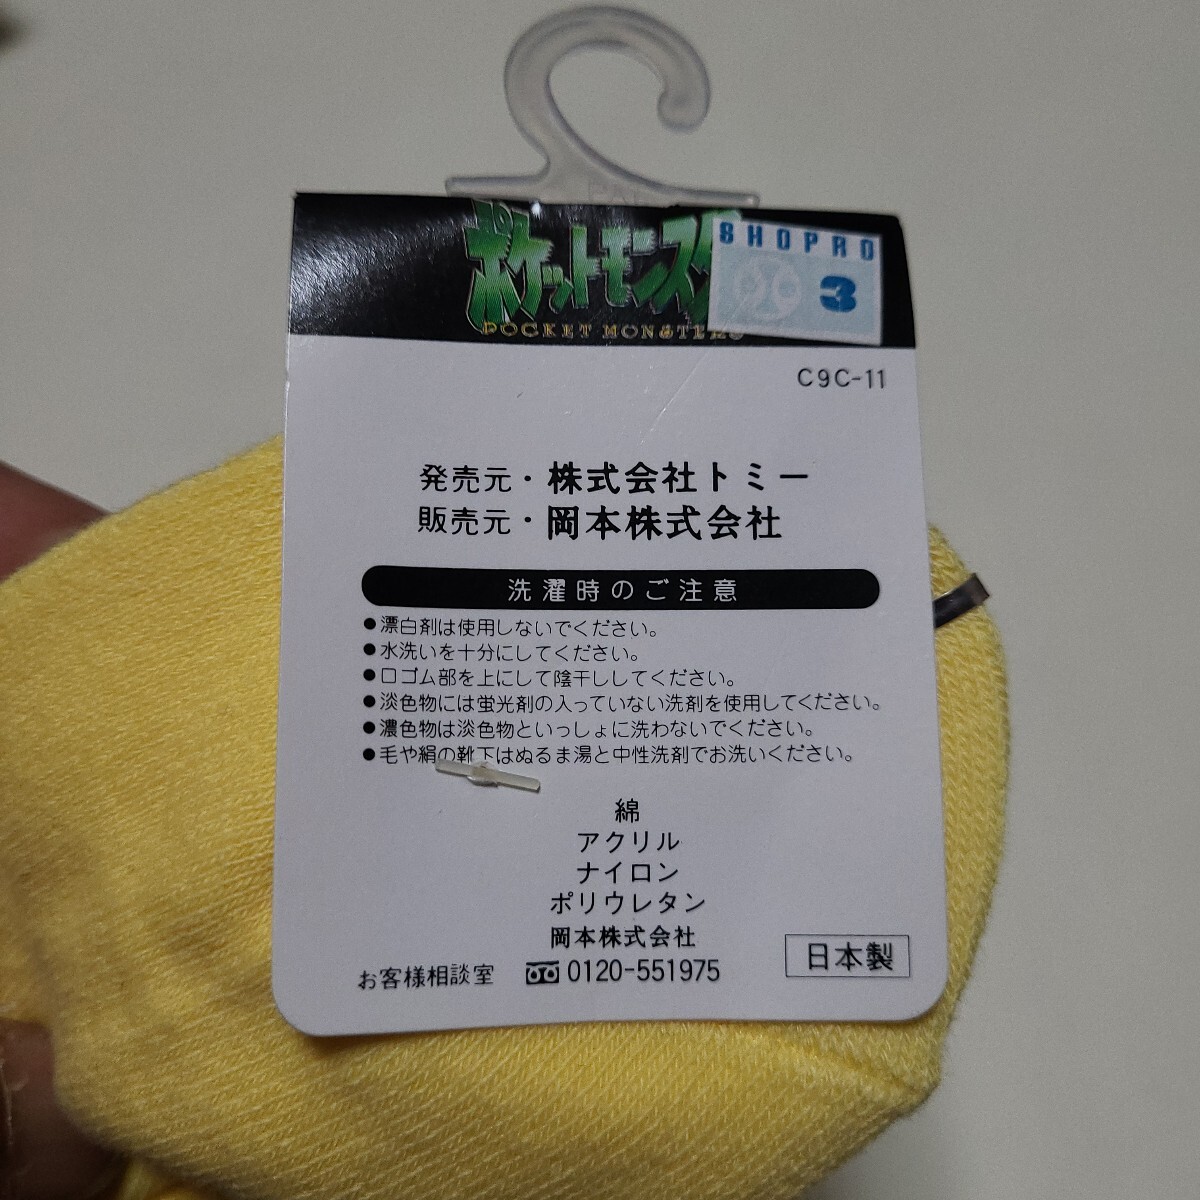 ポケットモンスタ
POCKET MONSTERS
SHOPRO
3
C9C-11
発売元・株式会社トミー
販売元・岡本株式会社
洗濯時のご注意
●漂白剤は使用しないでください。
●水洗いを十分にしてください。
●口ゴム部を上にして陰干ししてください。
●淡色物には蛍光剤の入っていない洗剤を使用してください。
●濃色物は淡色物といっしょに洗わないでください。
●毛や絹の靴下はぬるま湯と中性洗剤でお洗いください。
綿
アクリル
ナイロン
ポリウレタン
岡本株式会社
お客様相談室 0120-551975
日本製